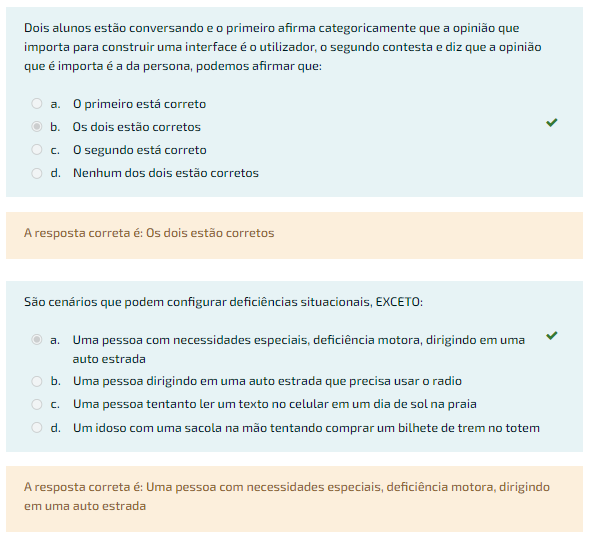 Dois alunos estão conversando e o primeiro afirma categoricamente que a opinião que
importa para construir uma interface é o utilizador, o segundo contesta e diz que a opinião
que é importa é a da persona, podemos afirmar que:
a. O primeiro está correto
b. Os dois estão corretos
c. O segundo está correto
d. Nenhum dos dois estão corretos
A resposta correta é: Os dois estão corretos
São cenários que podem configurar deficiências situacionais, EXCETO:
a. Uma pessoa com necessidades especiais, deficiência motora, dirigindo em uma
auto estrada
b. Uma pessoa dirigindo em uma auto estrada que precisa usar o radio
c. Uma pessoa tentanto ler um texto no celular em um dia de sol na praia
d. Um idoso com uma sacola na mão tentando comprar um bilhete de trem no totem
A resposta correta é: Uma pessoa com necessidades especiais, deficiência motora, dirigindo
em uma auto estrada